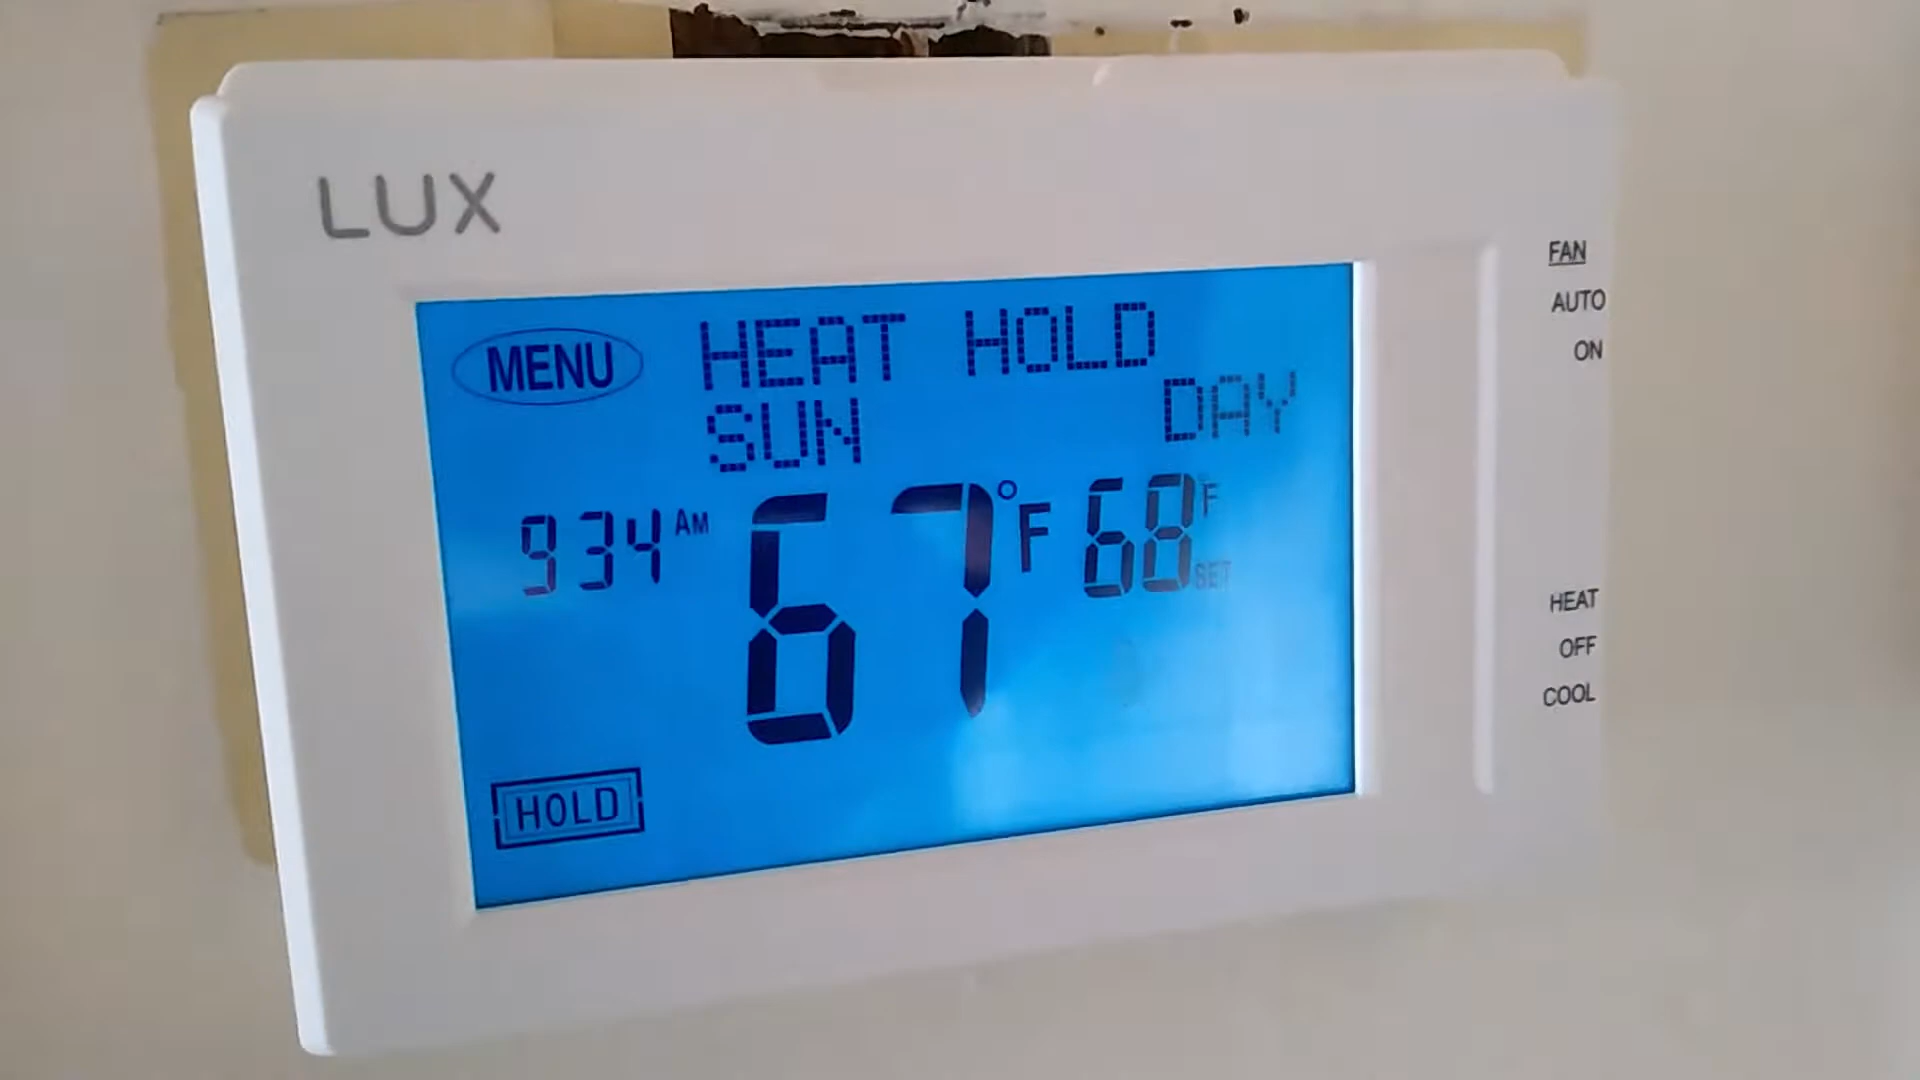 LUX
FAN
AUTO
ON
MENU HEAT HOLD
SUN DAY
934 AM 67°F 68 F
SET
HEAT
OFF
COOL
HOLD